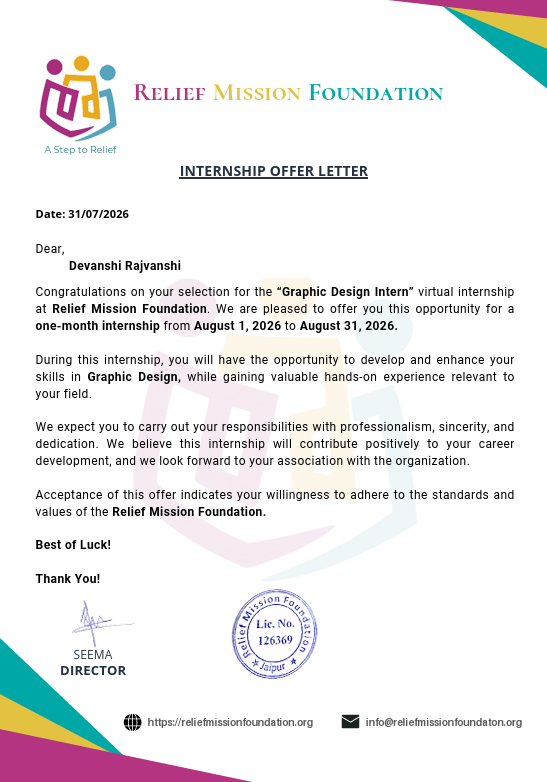 RELIEF MISSION FOUNDATION
A Step to Relief
INTERNSHIP OFFER LETTER
Date: 31/07/2026
Dear,
Devanshi Rajvanshi
Congratulations on your selection for the “Graphic Design Intern” virtual internship
at Relief Mission Foundation. We are pleased to offer you this opportunity for a
one-month internship from August 1, 2026 to August 31, 2026.
During this internship, you will have the opportunity to develop and enhance your
skills in Graphic Design, while gaining valuable hands-on experience relevant to
your field.
We expect you to carry out your responsibilities with professionalism, sincerity, and
dedication. We believe this internship will contribute positively to your career
development, and we look forward to your association with the organization.
Acceptance of this offer indicates your willingness to adhere to the standards and
values of the Relief Mission Foundation.
Best of Luck!
Thank You!
Relief Mission Foundation
Lic. No.
126369
Jaipur
SEEMA
DIRECTOR
https://reliefmissionfoundation.org
info@reliefmissionfoundaton.org